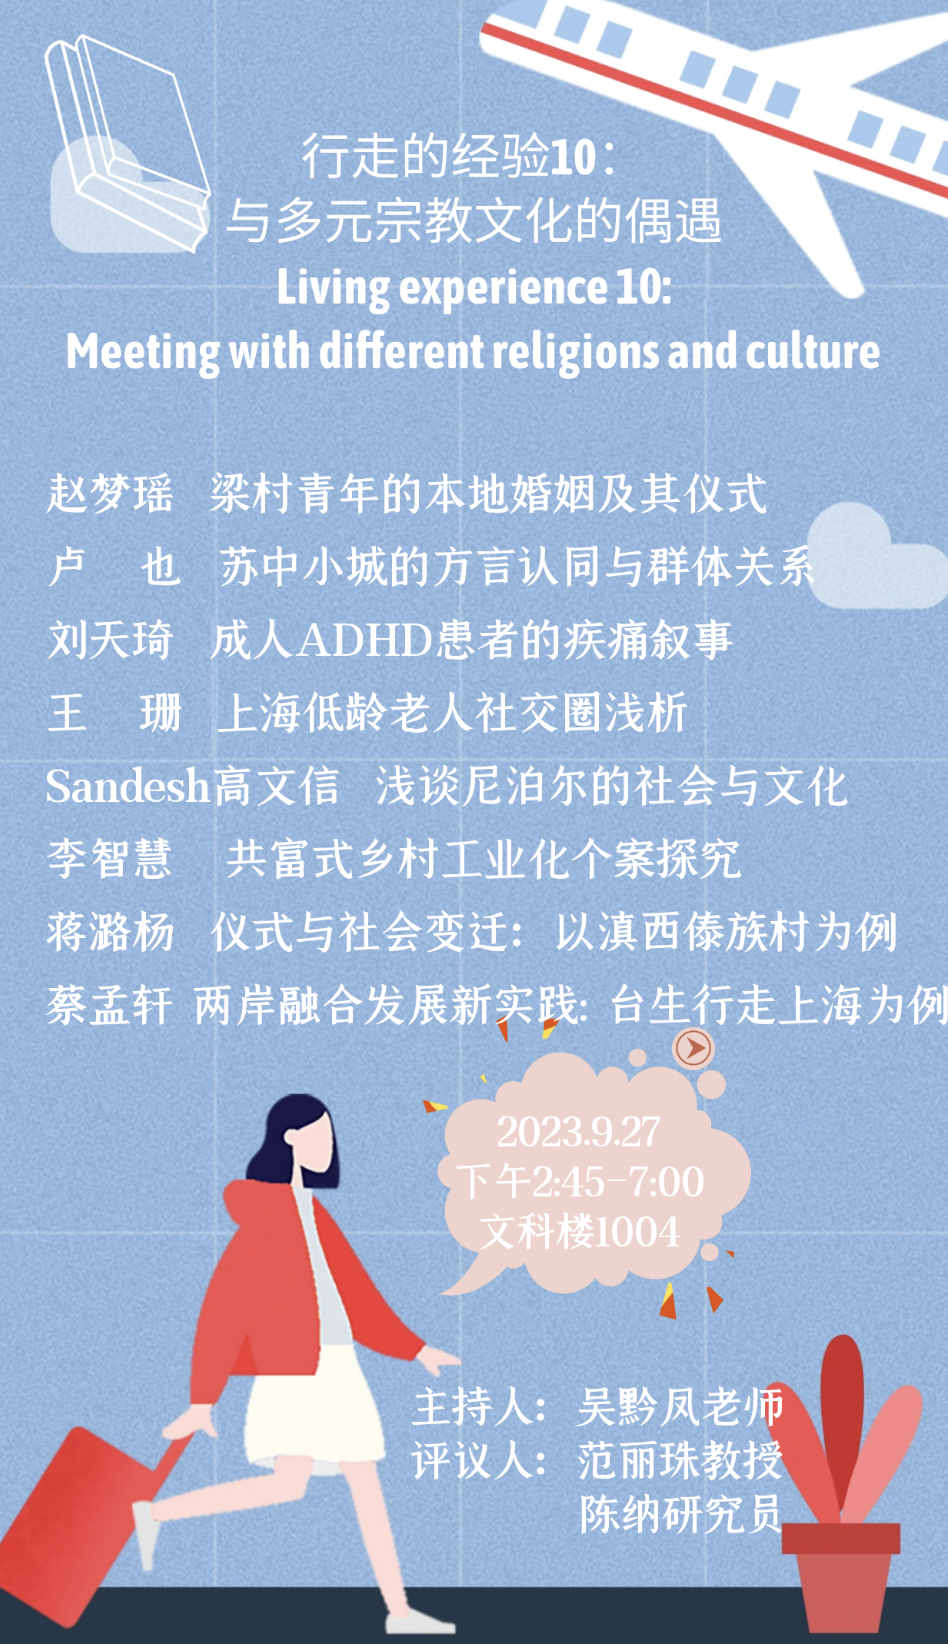 行走的经验10：
与多元宗教文化的偶遇
Living experience 10:
Meeting with different religions and culture
赵梦瑶 梁村青年的本地婚姻及其仪式
卢 也 苏中小城的方言认同与群体关系
刘天琦 成人ADHD患者的疾痛叙事
王 珊 上海低龄老人社交圈浅析
Sandesh高文信 浅谈尼泊尔的社会与文化
李智慧 共富式乡村工业化个案探究
蒋潞杨 仪式与社会变迁：以滇西傣族村为例
蔡孟轩 两岸融合发展新实践: 台生行走上海为例
2023.9.27
下午2:45-7:00
文科楼1004
主持人：吴黔凤老师
评议人：范丽珠教授
陈纳研究员